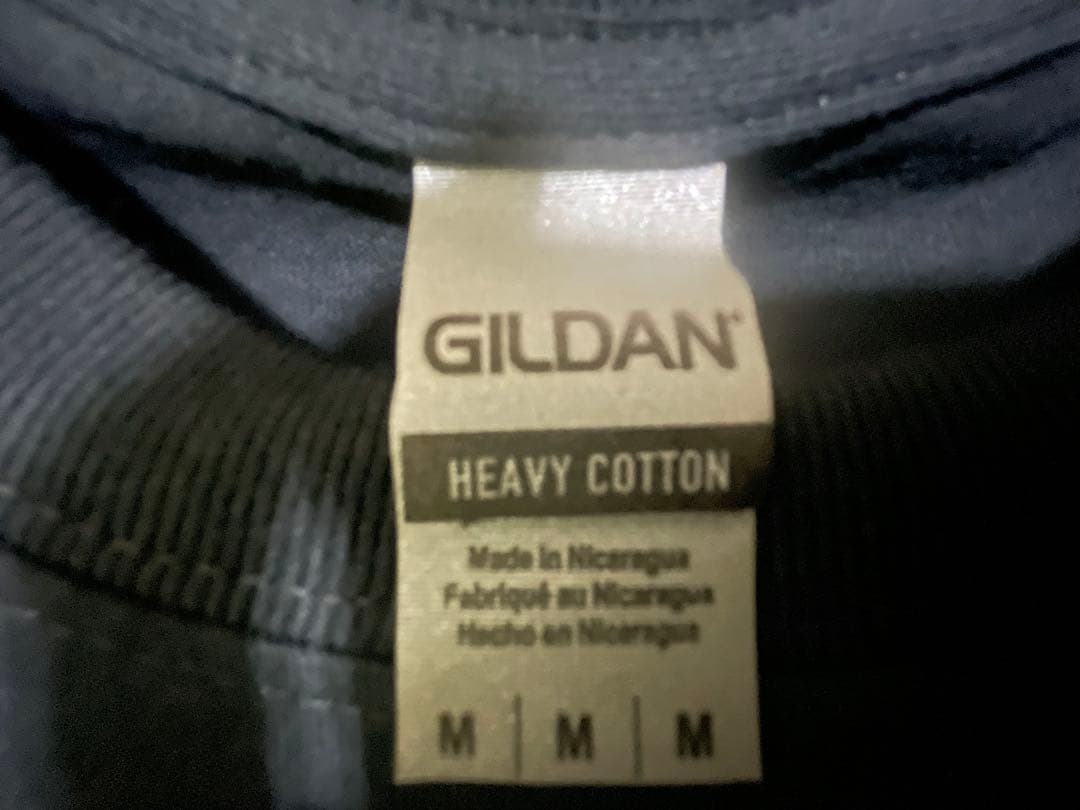 GILDAN®
HEAVY COTTON
Made in Nicaragua
Fabriqué au Nicaragua
Hecho en Nicaragua
M | M | M